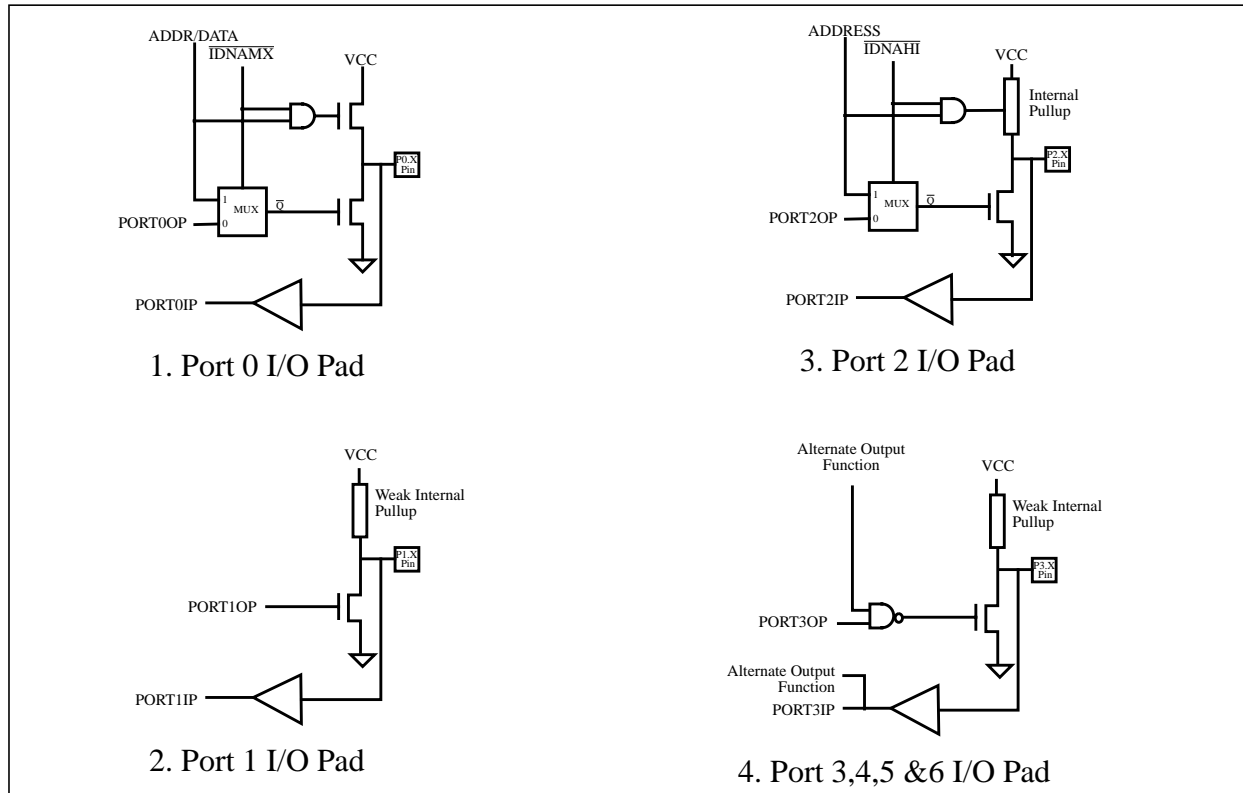 ADDR/DATA
IDNAMX
VCC
P0.X
Pin
1
MUX
0
Q
PORT0OP
PORT0IP
1. Port 0 I/O Pad
ADDRESS
IDNAHI
VCC
Internal
Pullup
P2.X
Pin
1
MUX
0
Q
PORT2OP
PORT2IP
3. Port 2 I/O Pad
VCC
Weak Internal
Pullup
P1.X
Pin
PORT1OP
PORT1IP
2. Port 1 I/O Pad
Alternate Output
Function
VCC
Weak Internal
Pullup
P3.X
Pin
PORT3OP
Alternate Output
Function
PORT3IP
4. Port 3,4,5 &6 I/O Pad